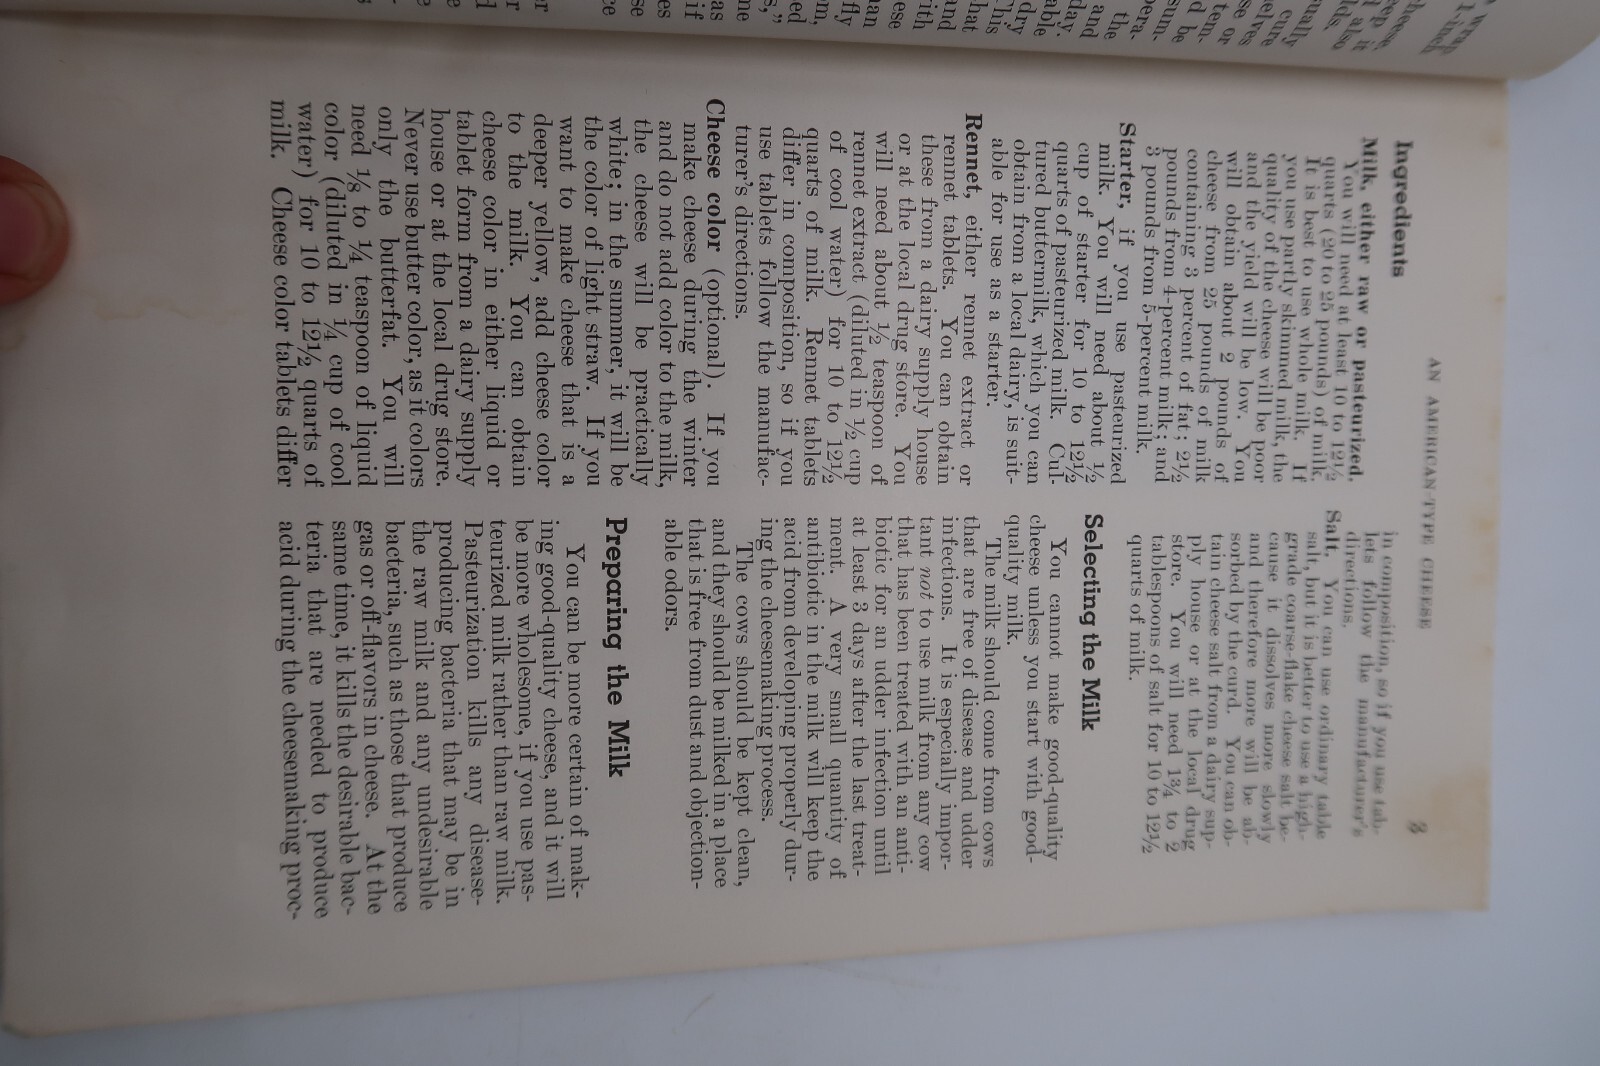 AN AMERICAN-TYPE CHEESE
3
Ingredients
Milk, either raw or pasteurized.
You will need at least 10 to 12½
quarts (20 to 25 pounds) of milk.
It is best to use whole milk. If
you use partly skimmed milk, the
quality of the cheese will be poor
and the yield will be low. You
will obtain about 2 pounds of
cheese from 25 pounds of milk
containing 3 percent of fat; 2½
pounds from 4-percent milk; and
3 pounds from 5-percent milk.
Starter, if you use pasteurized
milk. You will need about ½
cup of starter for 10 to 12½
quarts of pasteurized milk. Cul-
tured buttermilk, which you can
obtain from a local dairy, is suit-
able for use as a starter.
Rennet, either rennet extract or
rennet tablets. You can obtain
these from a dairy supply house
or at the local drug store. You
will need about ½ teaspoon of
rennet extract (diluted in ½ cup
of cool water) for 10 to 12½
quarts of milk. Rennet tablets
differ in composition, so if you
use tablets follow the manufac-
turer's directions.
Cheese color (optional). If you
make cheese during the winter
and do not add color to the milk,
the cheese will be practically
white; in the summer, it will be
the color of light straw. If you
want to make cheese that is a
deeper yellow, add cheese color
to the milk. You can obtain
cheese color in either liquid or
tablet form from a dairy supply
house or at the local drug store.
Never use butter color, as it colors
only the butterfat. You will
need ⅛ to ¼ teaspoon of liquid
color (diluted in ¼ cup of cool
water) for 10 to 12½ quarts of
milk. Cheese color tablets differ
in composition, so if you use tab-
lets follow the manufacturer's
directions.
Salt. You can use ordinary table
salt, but it is better to use a high-
grade coarse-flake cheese salt be-
cause it dissolves more slowly
and therefore more will be ab-
sorbed by the curd. You can ob-
tain cheese salt from a dairy sup-
ply house or at the local drug
store. You will need 1¾ to 2
tablespoons of salt for 10 to 12½
quarts of milk.
Selecting the Milk
You cannot make good-quality
cheese unless you start with good-
quality milk.
The milk should come from cows
that are free of disease and udder
infections. It is especially impor-
tant not to use milk from any cow
that has been treated with an anti-
biotic for an udder infection until
at least 3 days after the last treat-
ment. A very small quantity of
antibiotic in the milk will keep the
acid from developing properly dur-
ing the cheesemaking process.
The cows should be kept clean,
and they should be milked in a place
that is free from dust and objection-
able odors.
Preparing the Milk
You can be more certain of mak-
ing good-quality cheese, and it will
be more wholesome, if you use pas-
teurized milk rather than raw milk.
Pasteurization kills any disease-
producing bacteria that may be in
the raw milk and any undesirable
bacteria, such as those that produce
gas or off-flavors in cheese. At the
same time, it kills the desirable bac-
teria that are needed to produce
acid during the cheesemaking proc-